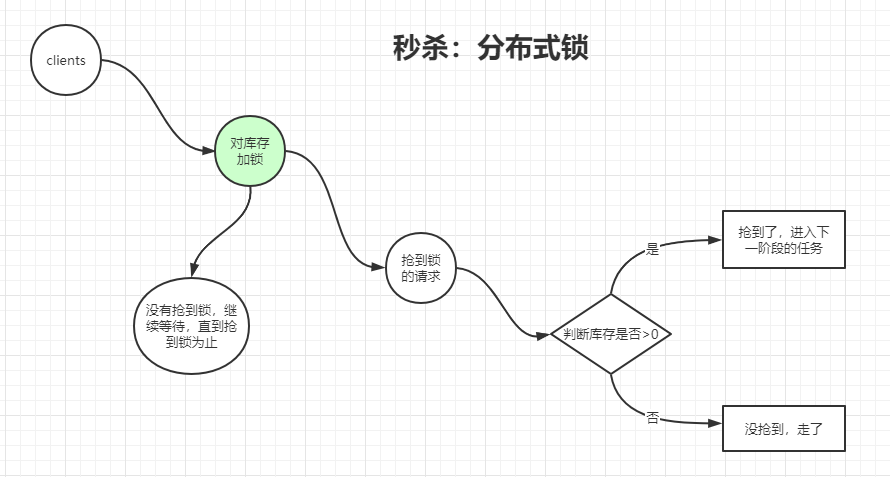 秒杀：分布式锁
clients
对库存
加锁
没有抢到锁，继
续等待，直到抢
到锁为止
抢到锁
的请求
判断库存是否>0
是
抢到了，进入下
一阶段的任务
否
没抢到，走了